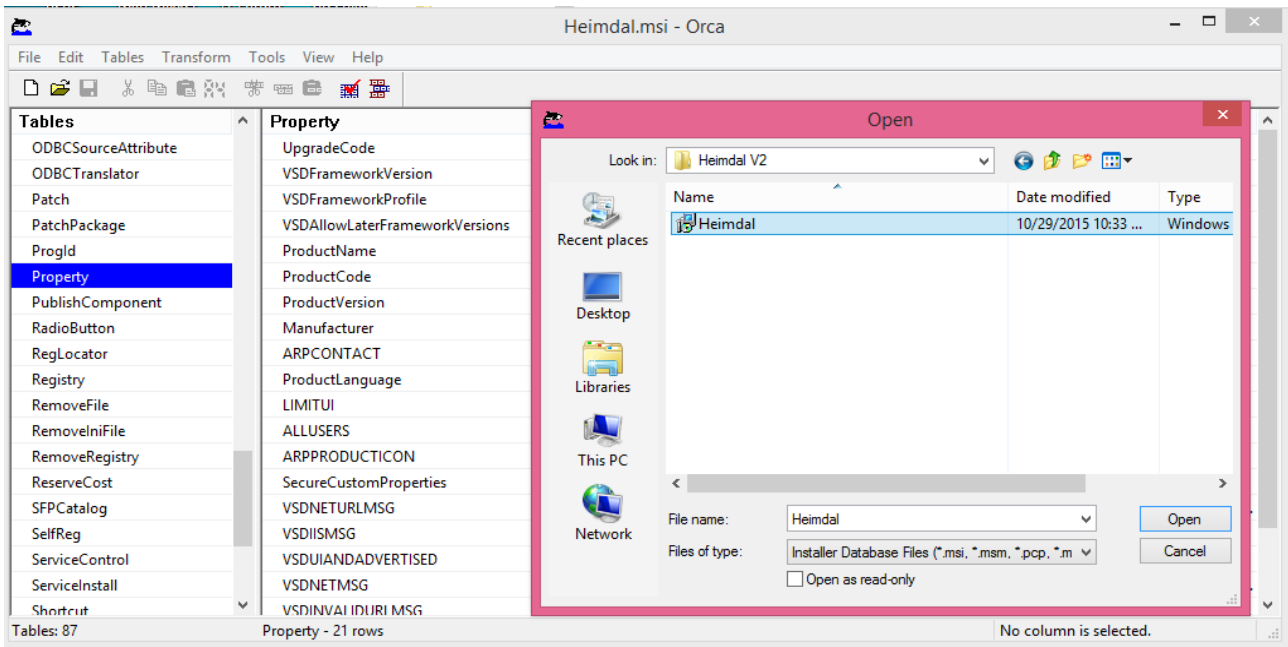 Heimdal.msi - Orca
File Edit Tables Transform Tools View Help
Tables
ODBCSourceAttribute
ODBCTranslator
Patch
PatchPackage
ProgId
Property
PublishComponent
RadioButton
RegLocator
Registry
RemoveFile
RemoveIniFile
RemoveRegistry
ReserveCost
SFPCatalog
SelfReg
ServiceControl
ServiceInstall
Shortcut
Property
UpgradeCode
VSDFrameworkVersion
VSDFrameworkProfile
VSDAllowLaterFrameworkVersions
ProductName
ProductCode
ProductVersion
Manufacturer
ARPCONTACT
ProductLanguage
LIMITUI
ALLUSERS
ARPPRODUCTICON
SecureCustomProperties
VSDNETURLMSG
VSDIISMSG
VSDUIANDADVERTISED
VSDNETMSG
VSDINVALIDURLMSG
Open
Look in: Heimdal V2
Recent places
Desktop
Libraries
This PC
Network
Name Date modified Type
Heimdal 10/29/2015 10:33 ... Windows
File name: Heimdal Open
Files of type: Installer Database Files (*.msi, *.msm, *.pcp, *.m Cancel
Open as read-only
Tables: 87 Property - 21 rows No column is selected.